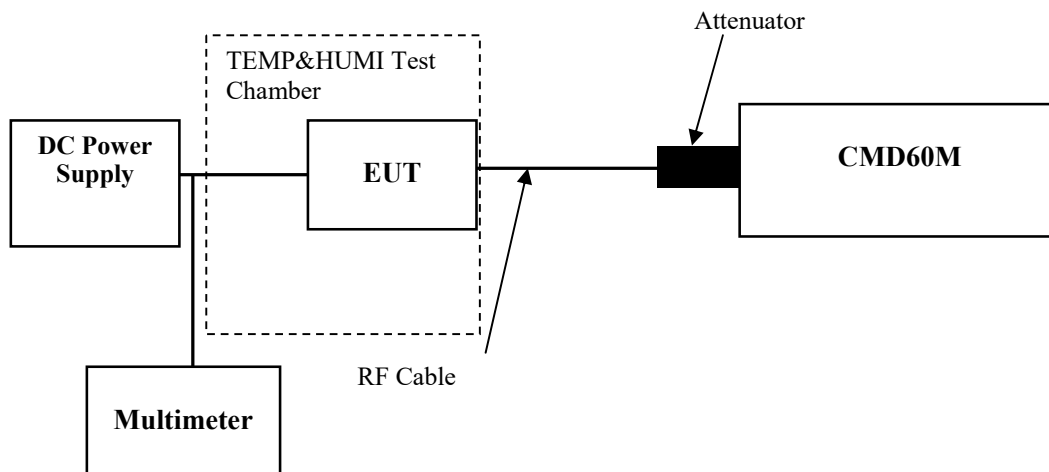 Attenuator
TEMP&HUMI Test
Chamber
DC Power
Supply
EUT
CMD60M
RF Cable
Multimeter